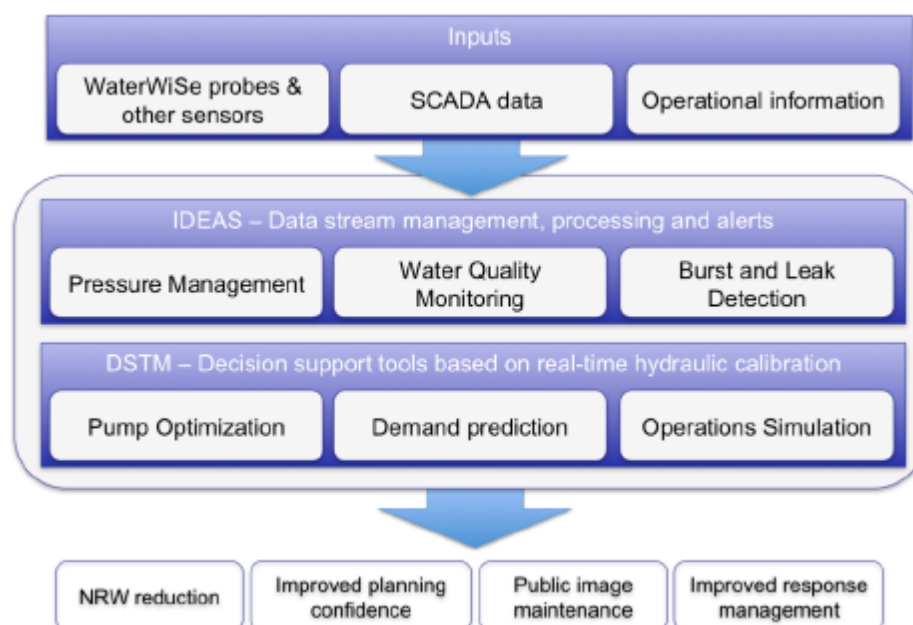 Inputs
WaterWiSe probes &
other sensors
SCADA data
Operational information
IDEAS – Data stream management, processing and alerts
Pressure Management
Water Quality
Monitoring
Burst and Leak
Detection
DSTM – Decision support tools based on real-time hydraulic calibration
Pump Optimization
Demand prediction
Operations Simulation
NRW reduction
Improved planning
confidence
Public image
maintenance
Improved response
management